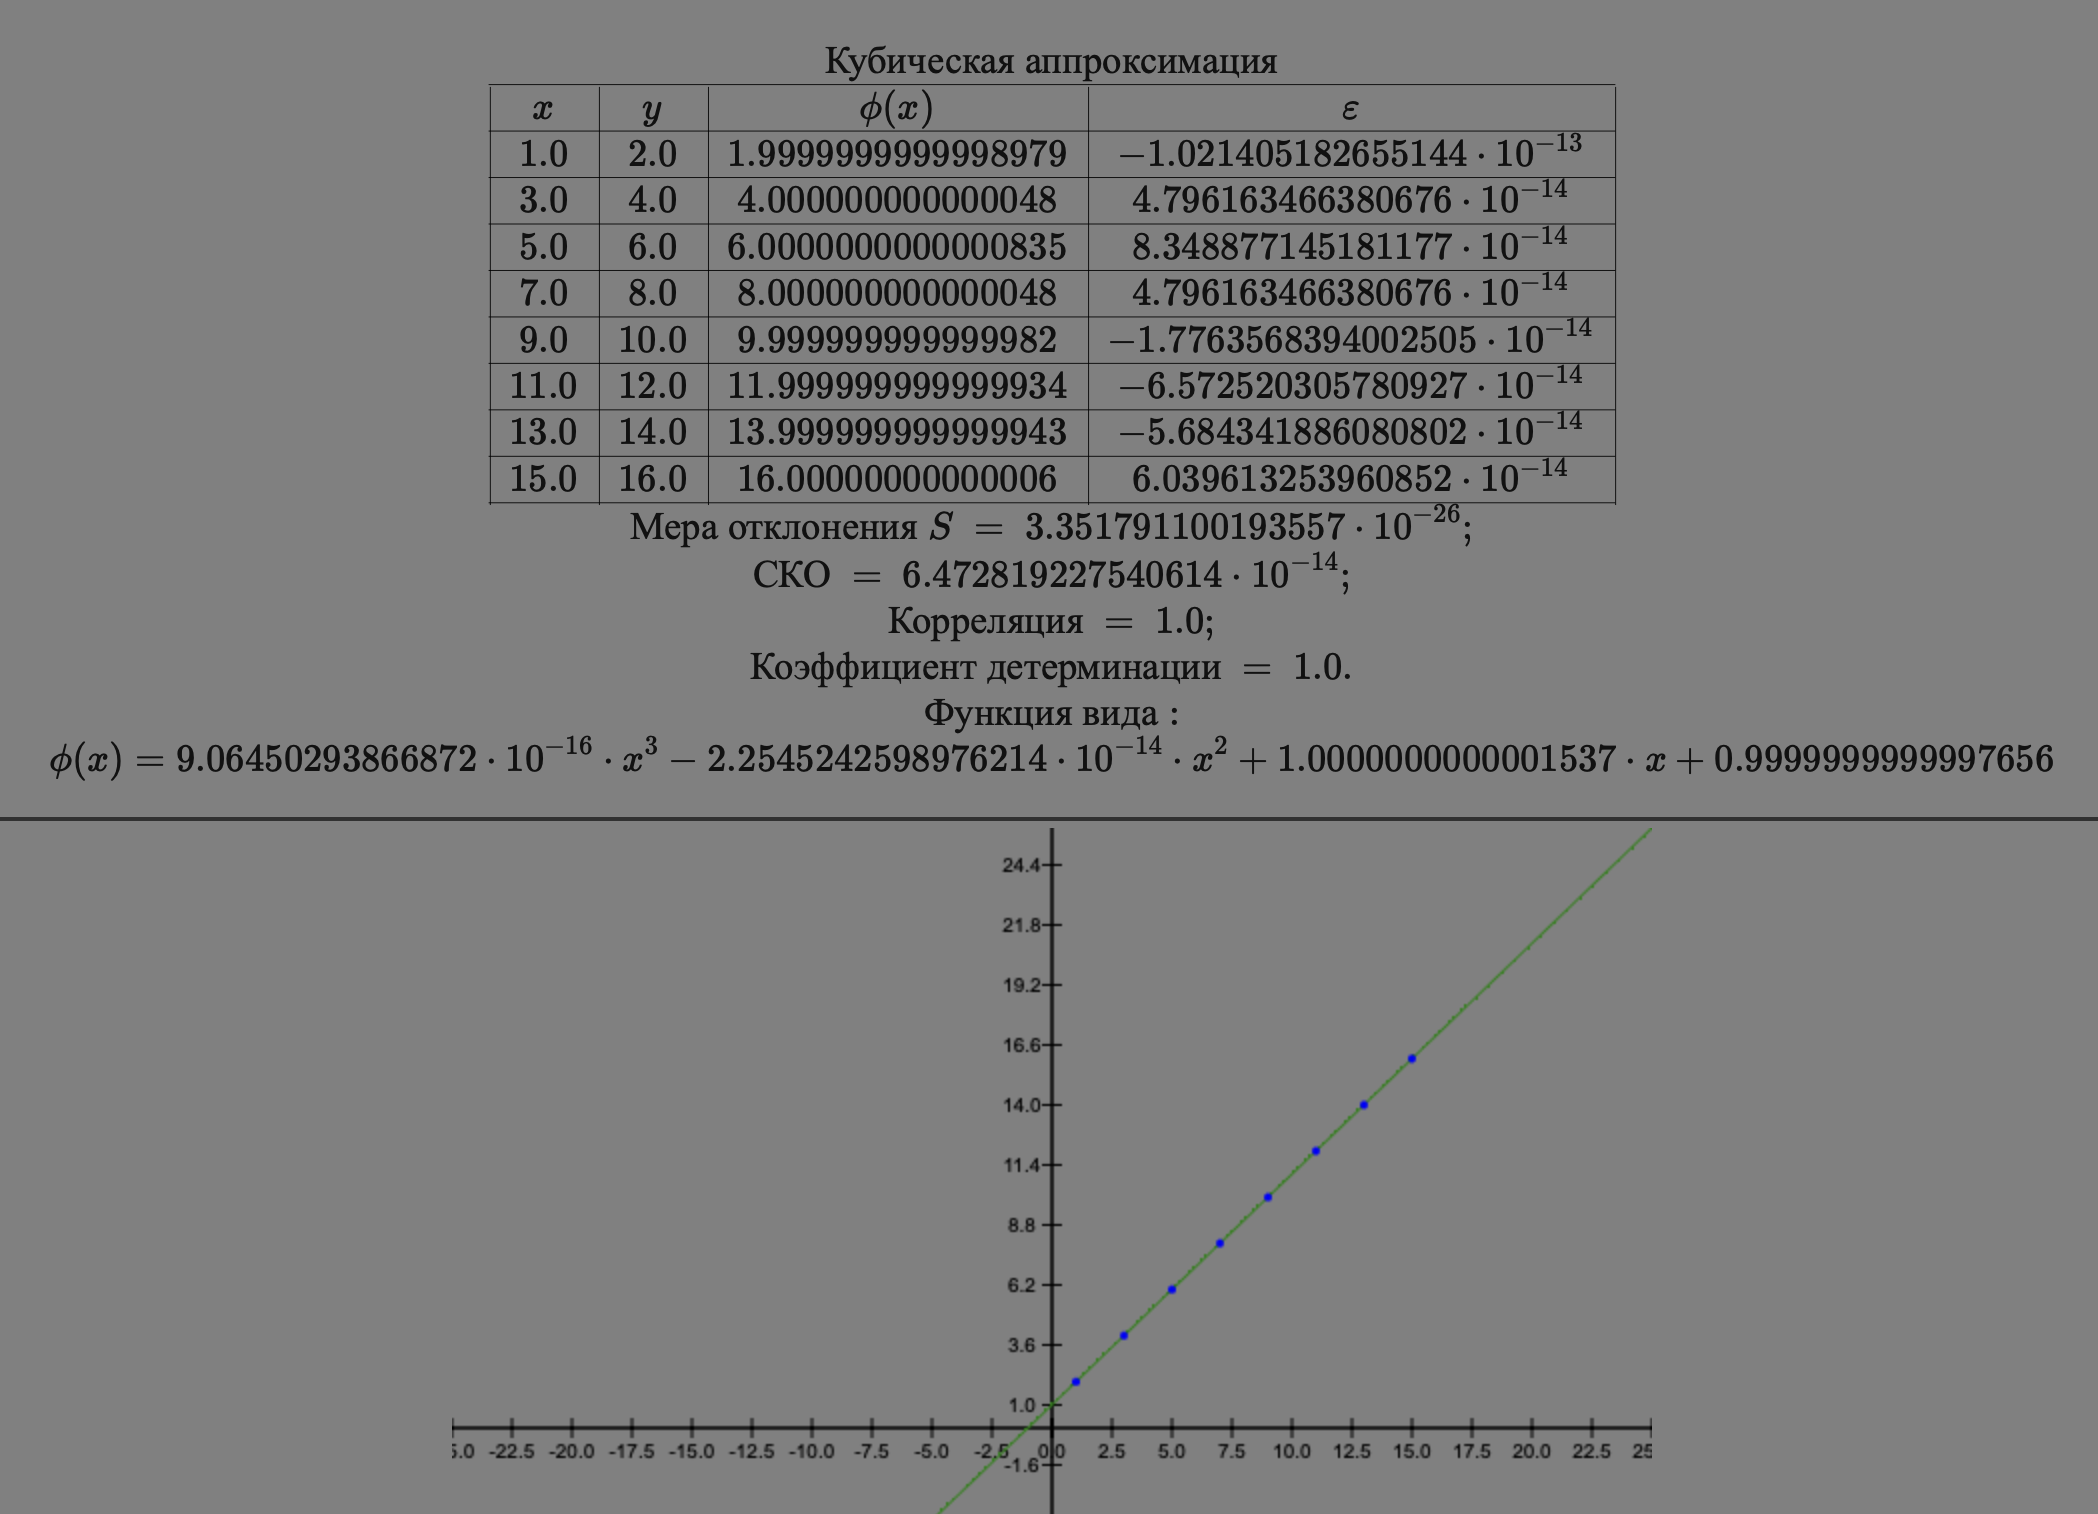 Кубическая аппроксимация
x y ϕ(x) ε
1.0 2.0 1.9999999999998979 −1.021405182655144 · 10⁻¹³
3.0 4.0 4.000000000000048 4.796163466380676 · 10⁻¹⁴
5.0 6.0 6.0000000000000835 8.348877145181177 · 10⁻¹⁴
7.0 8.0 8.000000000000048 4.796163466380676 · 10⁻¹⁴
9.0 10.0 9.999999999999982 −1.7763568394002505 · 10⁻¹⁴
11.0 12.0 11.999999999999934 −6.572520305780927 · 10⁻¹⁴
13.0 14.0 13.999999999999943 −5.684341886080802 · 10⁻¹⁴
15.0 16.0 16.00000000000006 6.039613253960852 · 10⁻¹⁴
Мера отклонения S = 3.351791100193557 · 10⁻²⁶;
СКО = 6.472819227540614 · 10⁻¹⁴;
Корреляция = 1.0;
Коэффициент детерминации = 1.0.
Функция вида :
ϕ(x) = 9.06450293866872 · 10⁻¹⁶ · x³ − 2.2545242598976214 · 10⁻¹⁴ · x² + 1.0000000000001537 · x + 0.9999999999997656
24.4
21.8
19.2
16.6
14.0
11.4
8.8
6.2
3.6
1.0
5.0 -22.5 -20.0 -17.5 -15.0 -12.5 -10.0 -7.5 -5.0 -2.5 0.0 2.5 5.0 7.5 10.0 12.5 15.0 17.5 20.0 22.5 25
-1.6